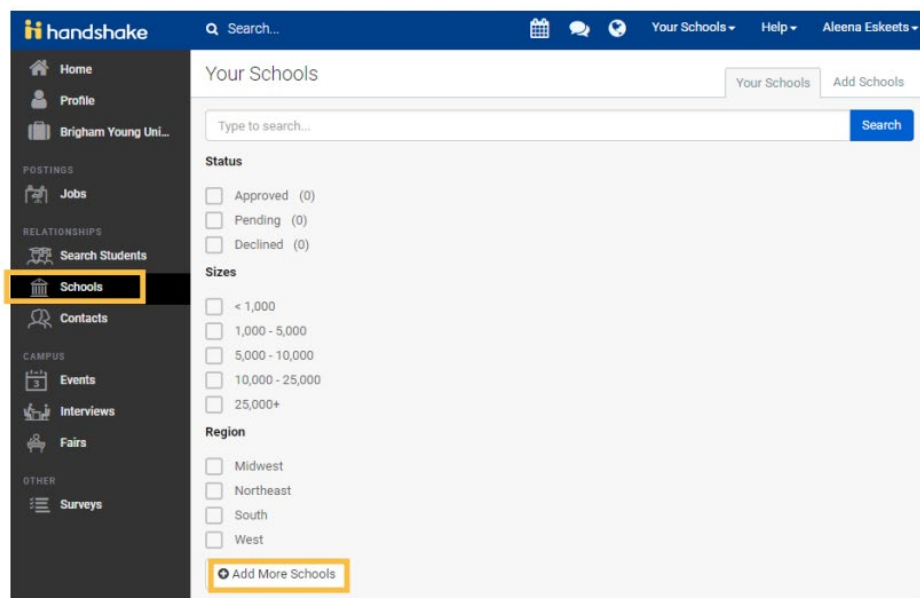 handshake
Search...
Your Schools
Help
Aleena Eskeets
Home
Profile
Brigham Young Uni...
POSTINGS
Jobs
RELATIONSHIPS
Search Students
Schools
Contacts
CAMPUS
3
Events
Interviews
Fairs
OTHER
Surveys
Your Schools
Your Schools
Add Schools
Type to search...
Search
Status
Approved (0)
Pending (0)
Declined (0)
Sizes
< 1,000
1,000 - 5,000
5,000 - 10,000
10,000 - 25,000
25,000+
Region
Midwest
Northeast
South
West
Add More Schools